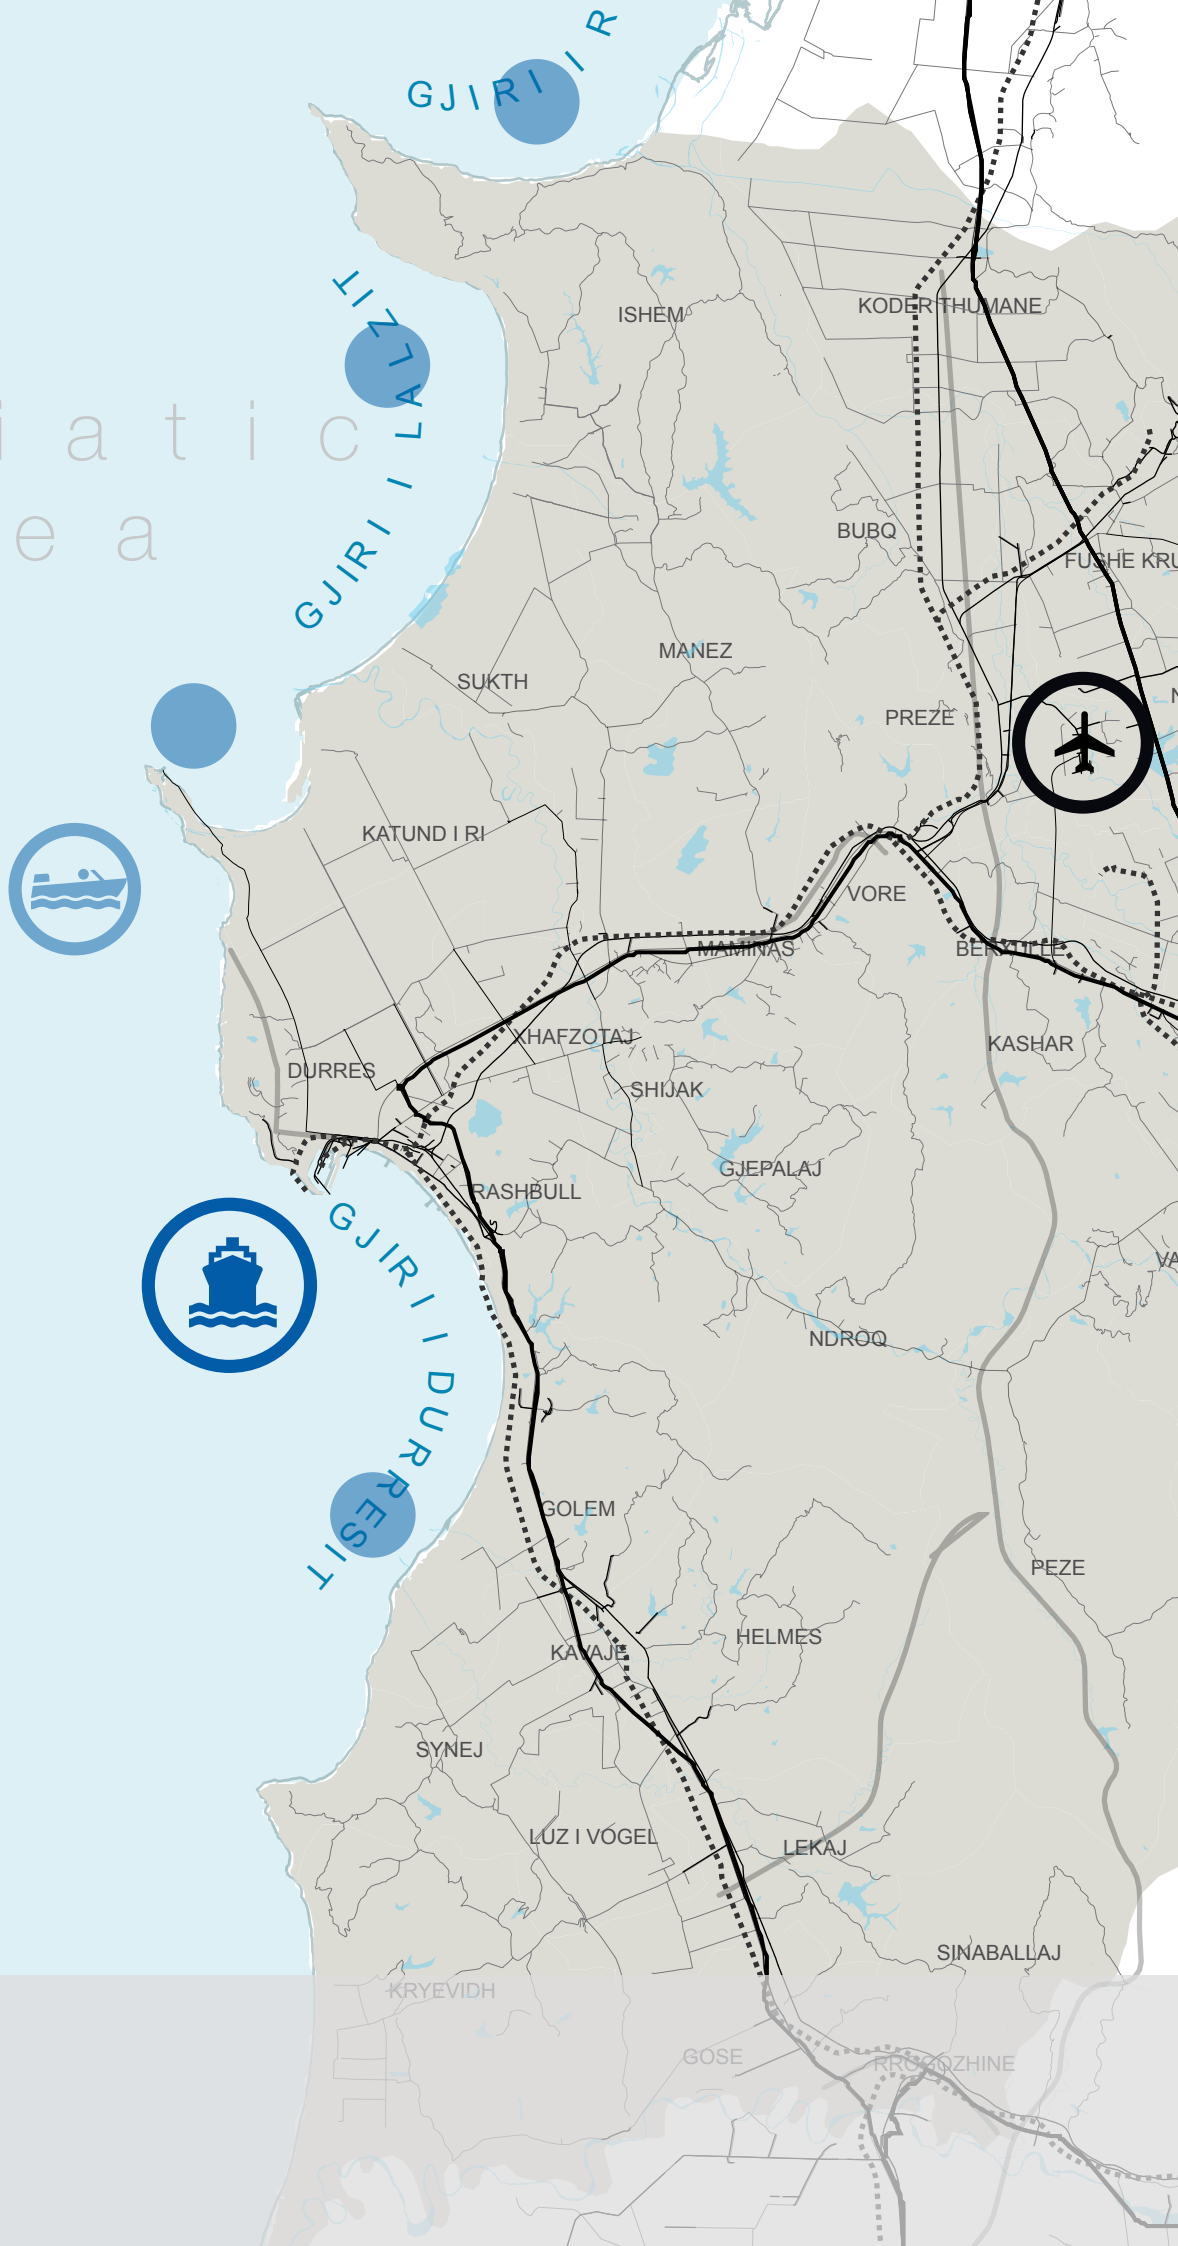 GJIRI I R
GJIRI I LALZIT
iatic
ea
ISHEM
KODER THUMANE
BUBQ
FUSHE KRU
MANEZ
SUKTH
PREZE
N
KATUND I RI
VORE
MAMINAS
BERXULLE
XHAFZOTAJ
KASHAR
DURRES
SHIJAK
GJEPALAJ
RASHBULL
GJIRI I DURRESIT
VA
NDROQ
GOLEM
PEZE
HELMES
KAVAJE
SYNEJ
LUZ I VOGEL
LEKAJ
SINABALLAJ
KRYEVIDH
GOSE
RROGOZHINE